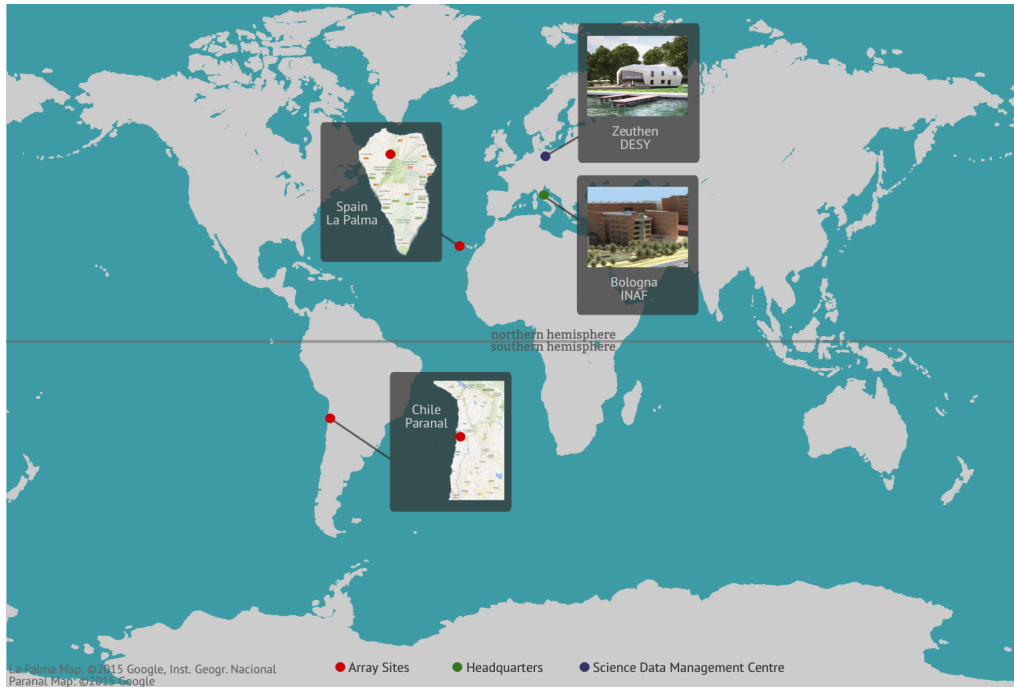 Zeuthen
DESY
Spain
La Palma
Bologna
INAF
northern hemisphere
southern hemisphere
Chile
Paranal
La Palma Map: ©2015 Google, Inst. Geogr. Nacional
Paranal Map: ©2015 Google
Array Sites
Headquarters
Science Data Management Centre